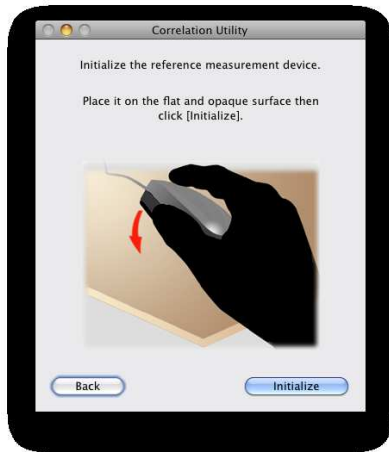 Correlation Utility
Initialize the reference measurement device.
Place it on the flat and opaque surface then
click [Initialize].
Back
Initialize